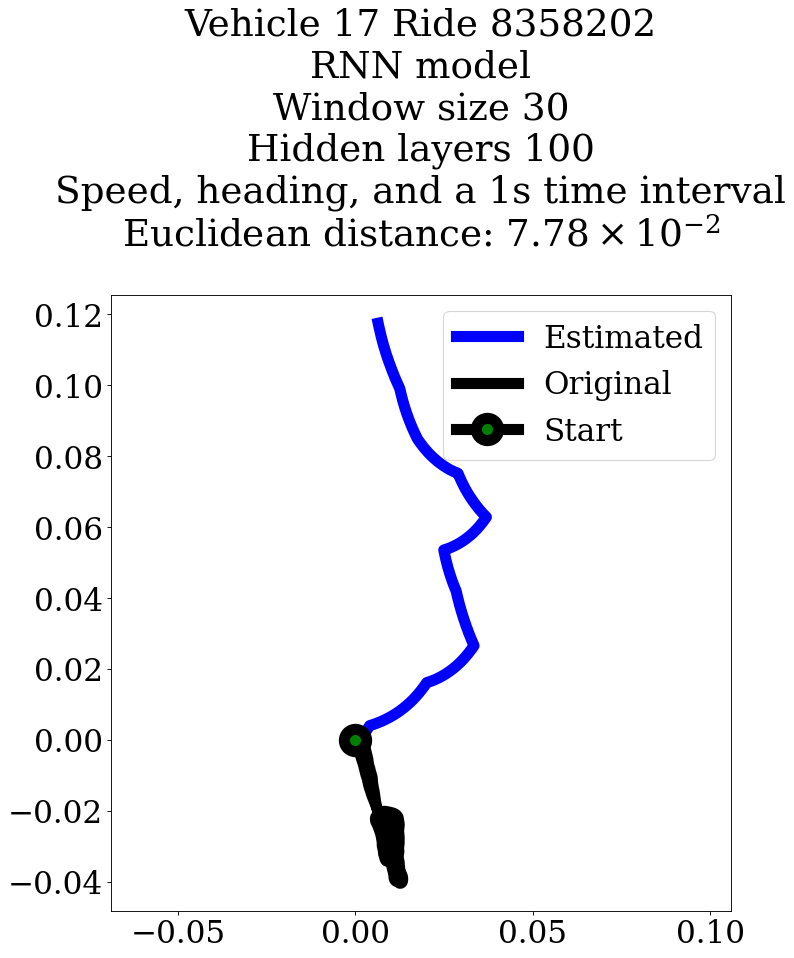 Vehicle 17 Ride 8358202
RNN model
Window size 30
Hidden layers 100
Speed, heading, and a 1s time interval
Euclidean distance: 7.78 × 10⁻²
Estimated
Original
Start
0.12
0.10
0.08
0.06
0.04
0.02
0.00
−0.02
−0.04
−0.05 0.00 0.05 0.10